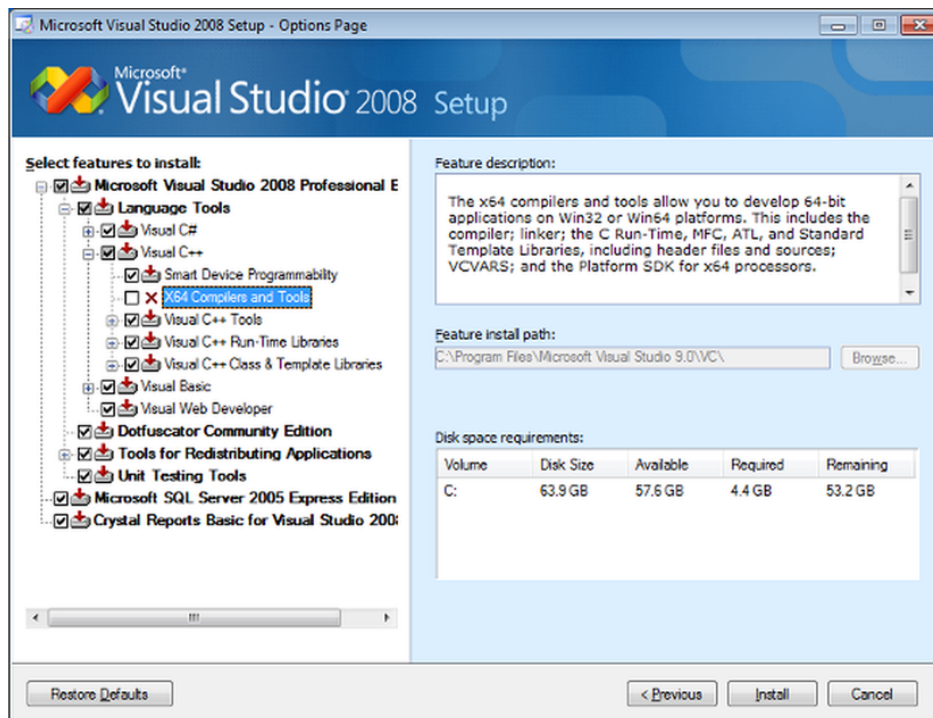 Microsoft Visual Studio 2008 Setup - Options Page
Microsoft®
Visual Studio® 2008 Setup
Select features to install:
Microsoft Visual Studio 2008 Professional E
Language Tools
Visual C#
Visual C++
Smart Device Programmability
X64 Compilers and Tools
Visual C++ Tools
Visual C++ Run-Time Libraries
Visual C++ Class & Template Libraries
Visual Basic
Visual Web Developer
Dotfuscator Community Edition
Tools for Redistributing Applications
Unit Testing Tools
Microsoft SQL Server 2005 Express Edition
Crystal Reports Basic for Visual Studio 200
Feature description:
The x64 compilers and tools allow you to develop 64-bit
applications on Win32 or Win64 platforms. This includes the
compiler; linker; the C Run-Time, MFC, ATL, and Standard
Template Libraries, including header files and sources;
VCVARS; and the Platform SDK for x64 processors.
Feature install path:
C:\Program Files\Microsoft Visual Studio 9.0\VC\
Browse...
Disk space requirements:
Volume Disk Size Available Required Remaining
C: 63.9 GB 57.6 GB 4.4 GB 53.2 GB
Restore Defaults
< Previous
Install
Cancel